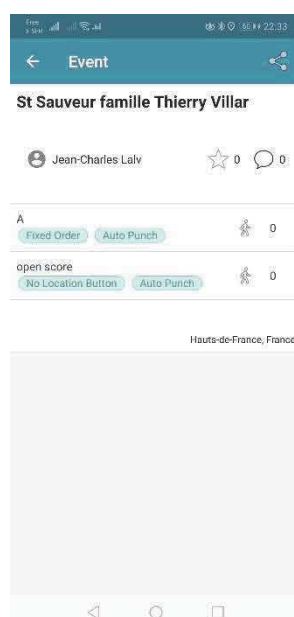 Free
22:33
Event
St Sauveur famille Thierry Villar
Jean-Charles Lalv
0
0
A
Fixed Order
Auto Punch
0
open score
No Location Button
Auto Punch
0
Hauts-de-France, France